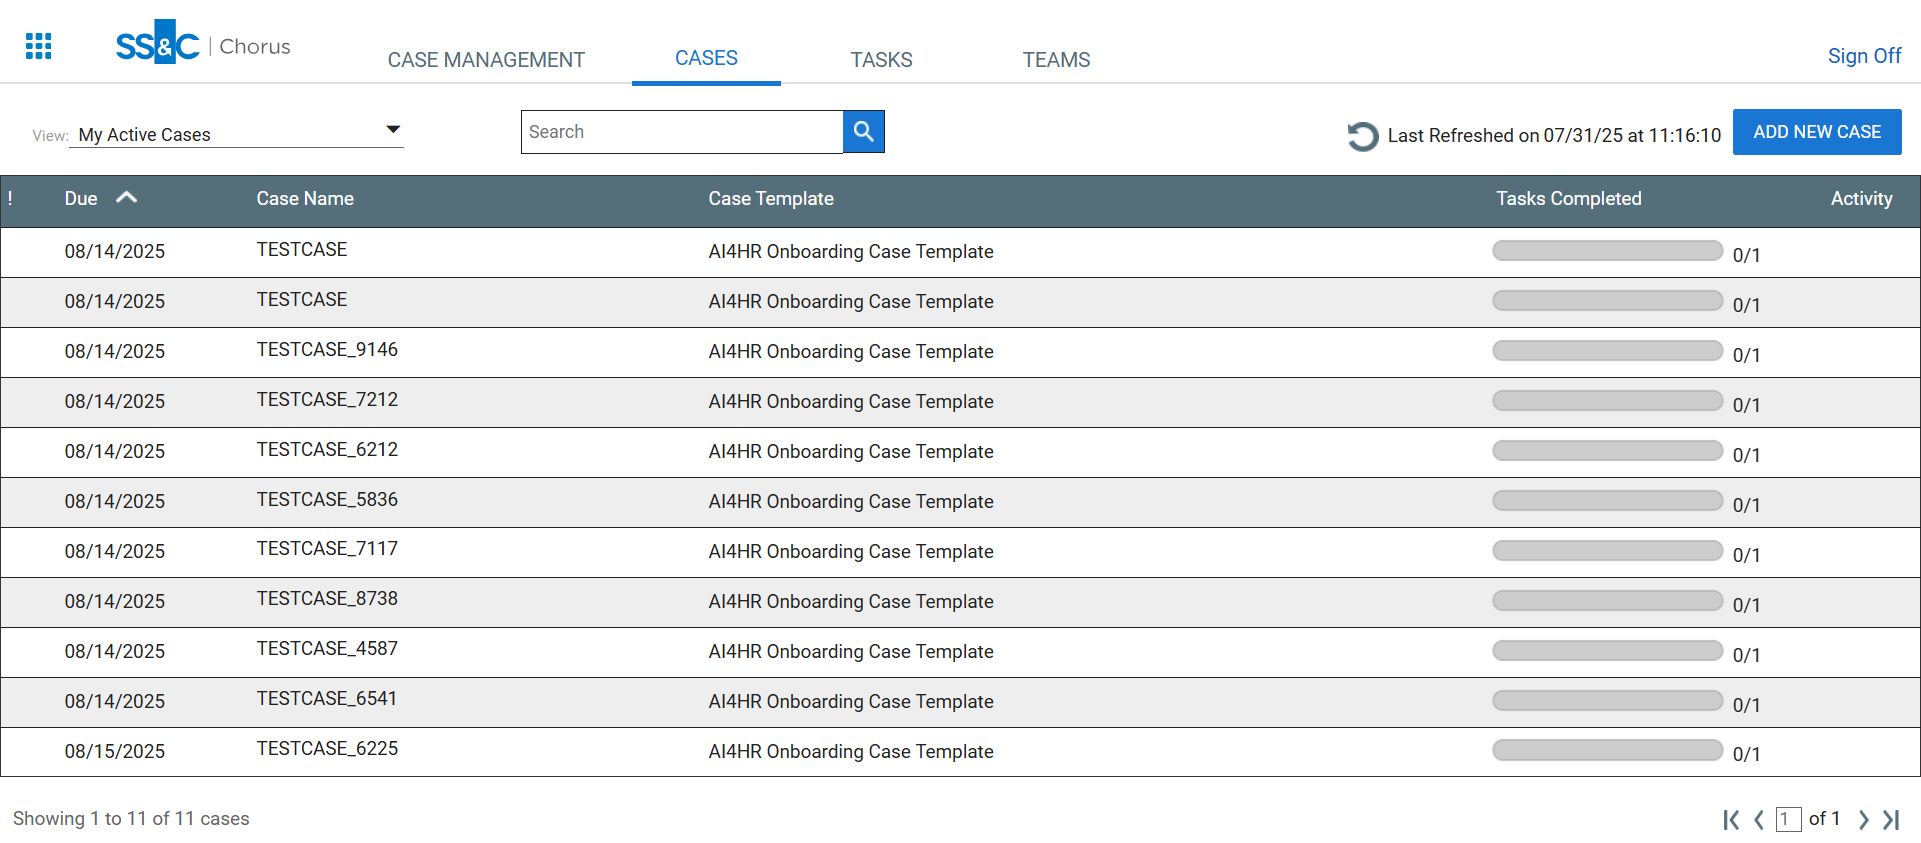 SS&C | Chorus
CASE MANAGEMENT CASES TASKS TEAMS Sign Off
View: My Active Cases Search Last Refreshed on 07/31/25 at 11:16:10 ADD NEW CASE
! Due Case Name Case Template Tasks Completed Activity
08/14/2025 TESTCASE AI4HR Onboarding Case Template 0/1
08/14/2025 TESTCASE AI4HR Onboarding Case Template 0/1
08/14/2025 TESTCASE_9146 AI4HR Onboarding Case Template 0/1
08/14/2025 TESTCASE_7212 AI4HR Onboarding Case Template 0/1
08/14/2025 TESTCASE_6212 AI4HR Onboarding Case Template 0/1
08/14/2025 TESTCASE_5836 AI4HR Onboarding Case Template 0/1
08/14/2025 TESTCASE_7117 AI4HR Onboarding Case Template 0/1
08/14/2025 TESTCASE_8738 AI4HR Onboarding Case Template 0/1
08/14/2025 TESTCASE_4587 AI4HR Onboarding Case Template 0/1
08/14/2025 TESTCASE_6541 AI4HR Onboarding Case Template 0/1
08/15/2025 TESTCASE_6225 AI4HR Onboarding Case Template 0/1
Showing 1 to 11 of 11 cases 1 of 1